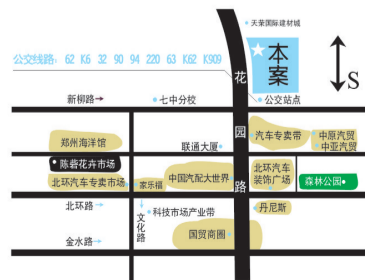 天荣国际建材城
公交线路: 62 K6 32 90 94 220 63 K62 K909
本案
S
花园路
新柳路
七中分校
公交站点
郑州海洋馆
联通大厦
汽车专卖带
中原汽贸
中亚汽贸
陈砦花卉市场
北环汽车专卖市场
家乐福
中国汽配大世界
北环汽车
装饰广场
森林公园
北环路
文化路
科技市场产业带
丹尼斯
金水路
国贸商圈